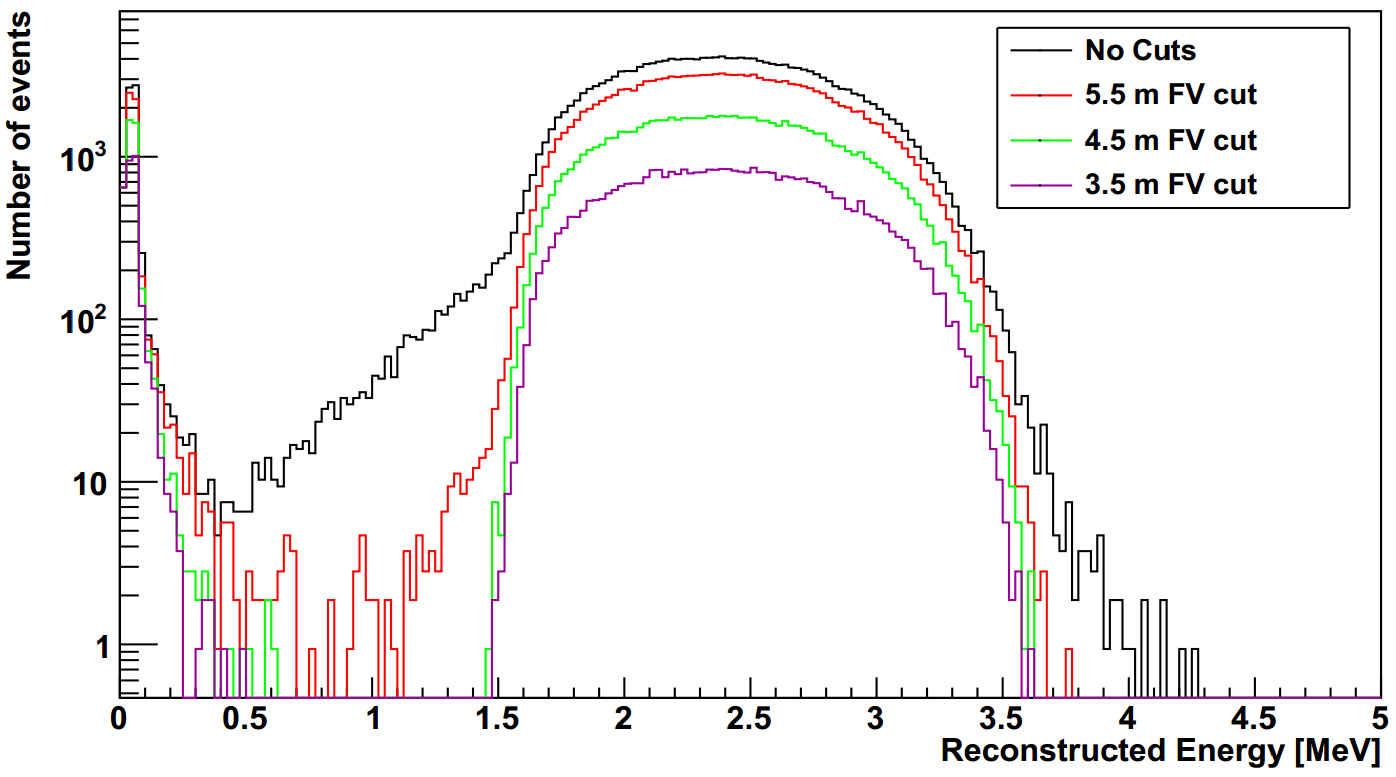 Number of events
No Cuts
5.5 m FV cut
4.5 m FV cut
3.5 m FV cut
10³
10²
10
1
0 0.5 1 1.5 2 2.5 3 3.5 4 4.5 5
Reconstructed Energy [MeV]